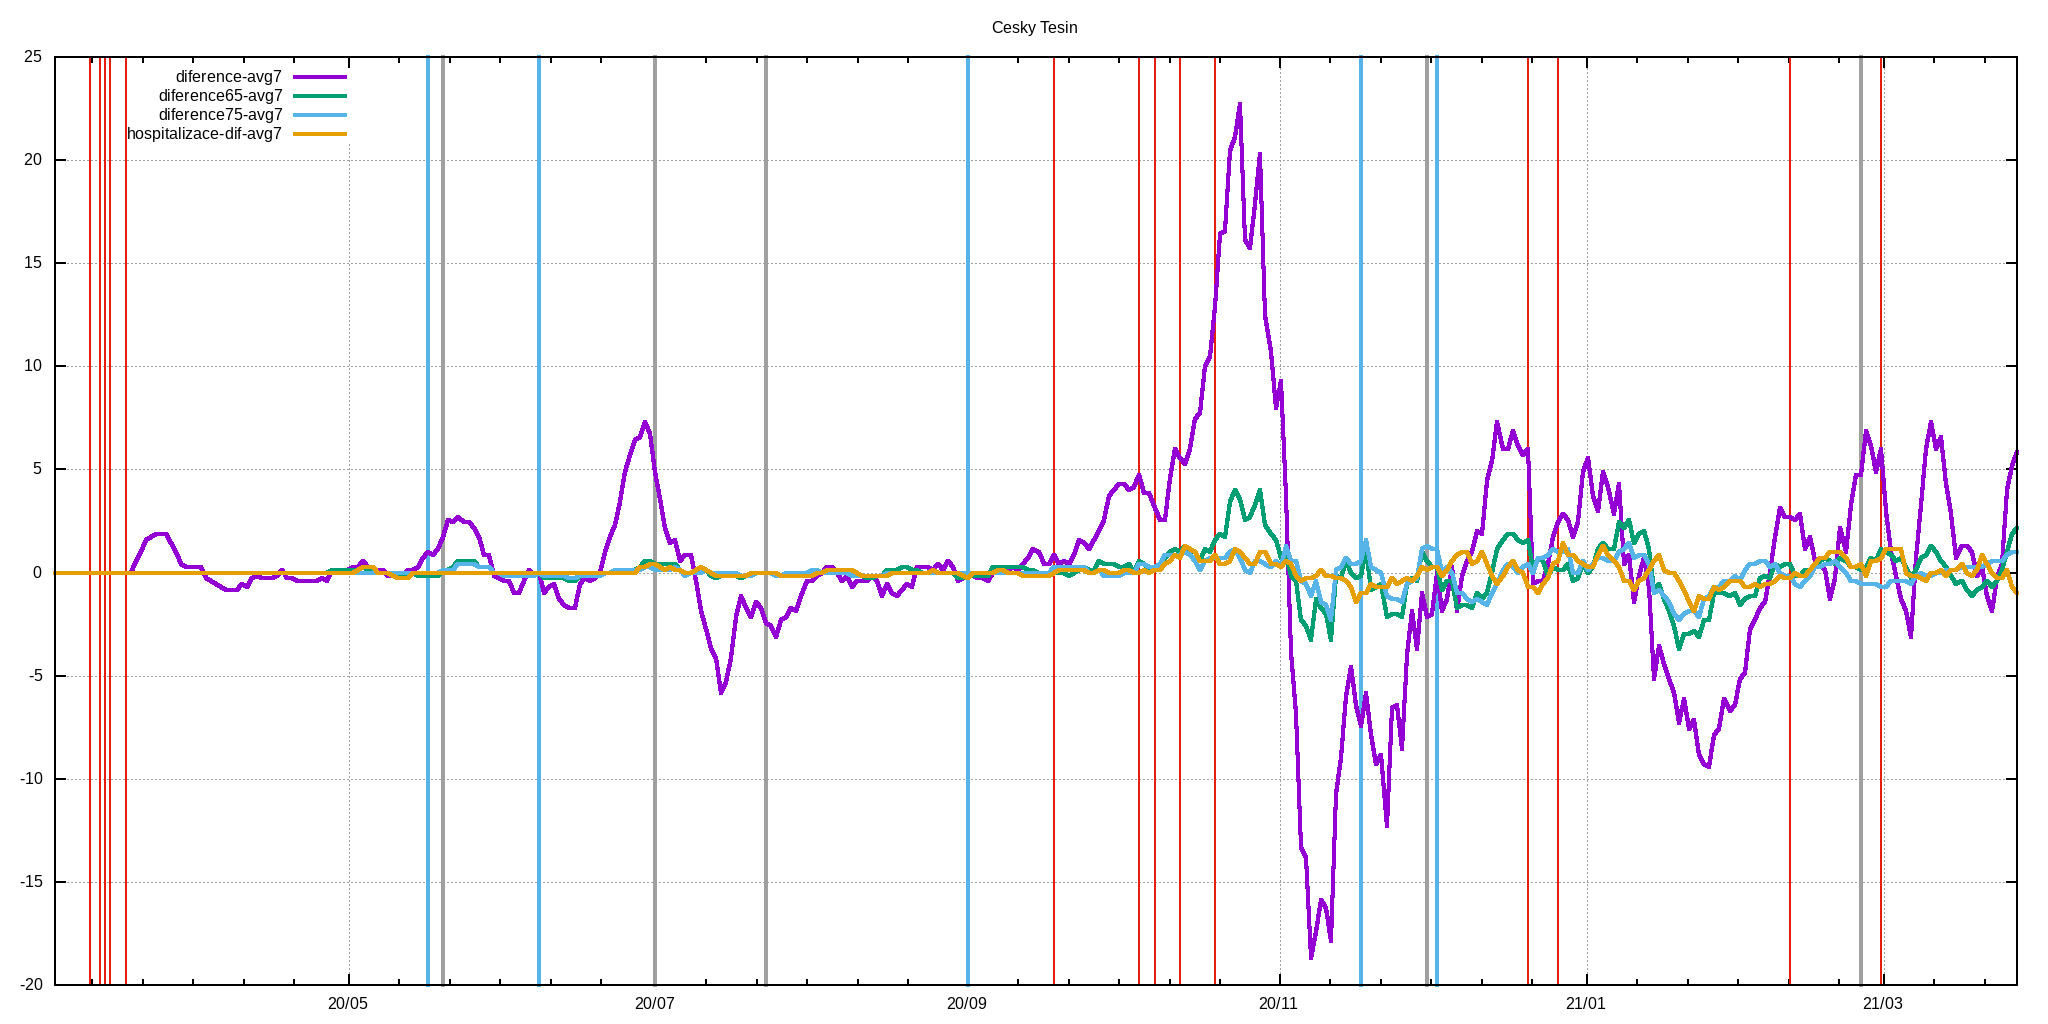 Cesky Tesin
25
20
15
10
5
0
-5
-10
-15
-20
diference-avg7
diference65-avg7
diference75-avg7
hospitalizace-dif-avg7
20/05 20/07 20/09 20/11 21/01 21/03